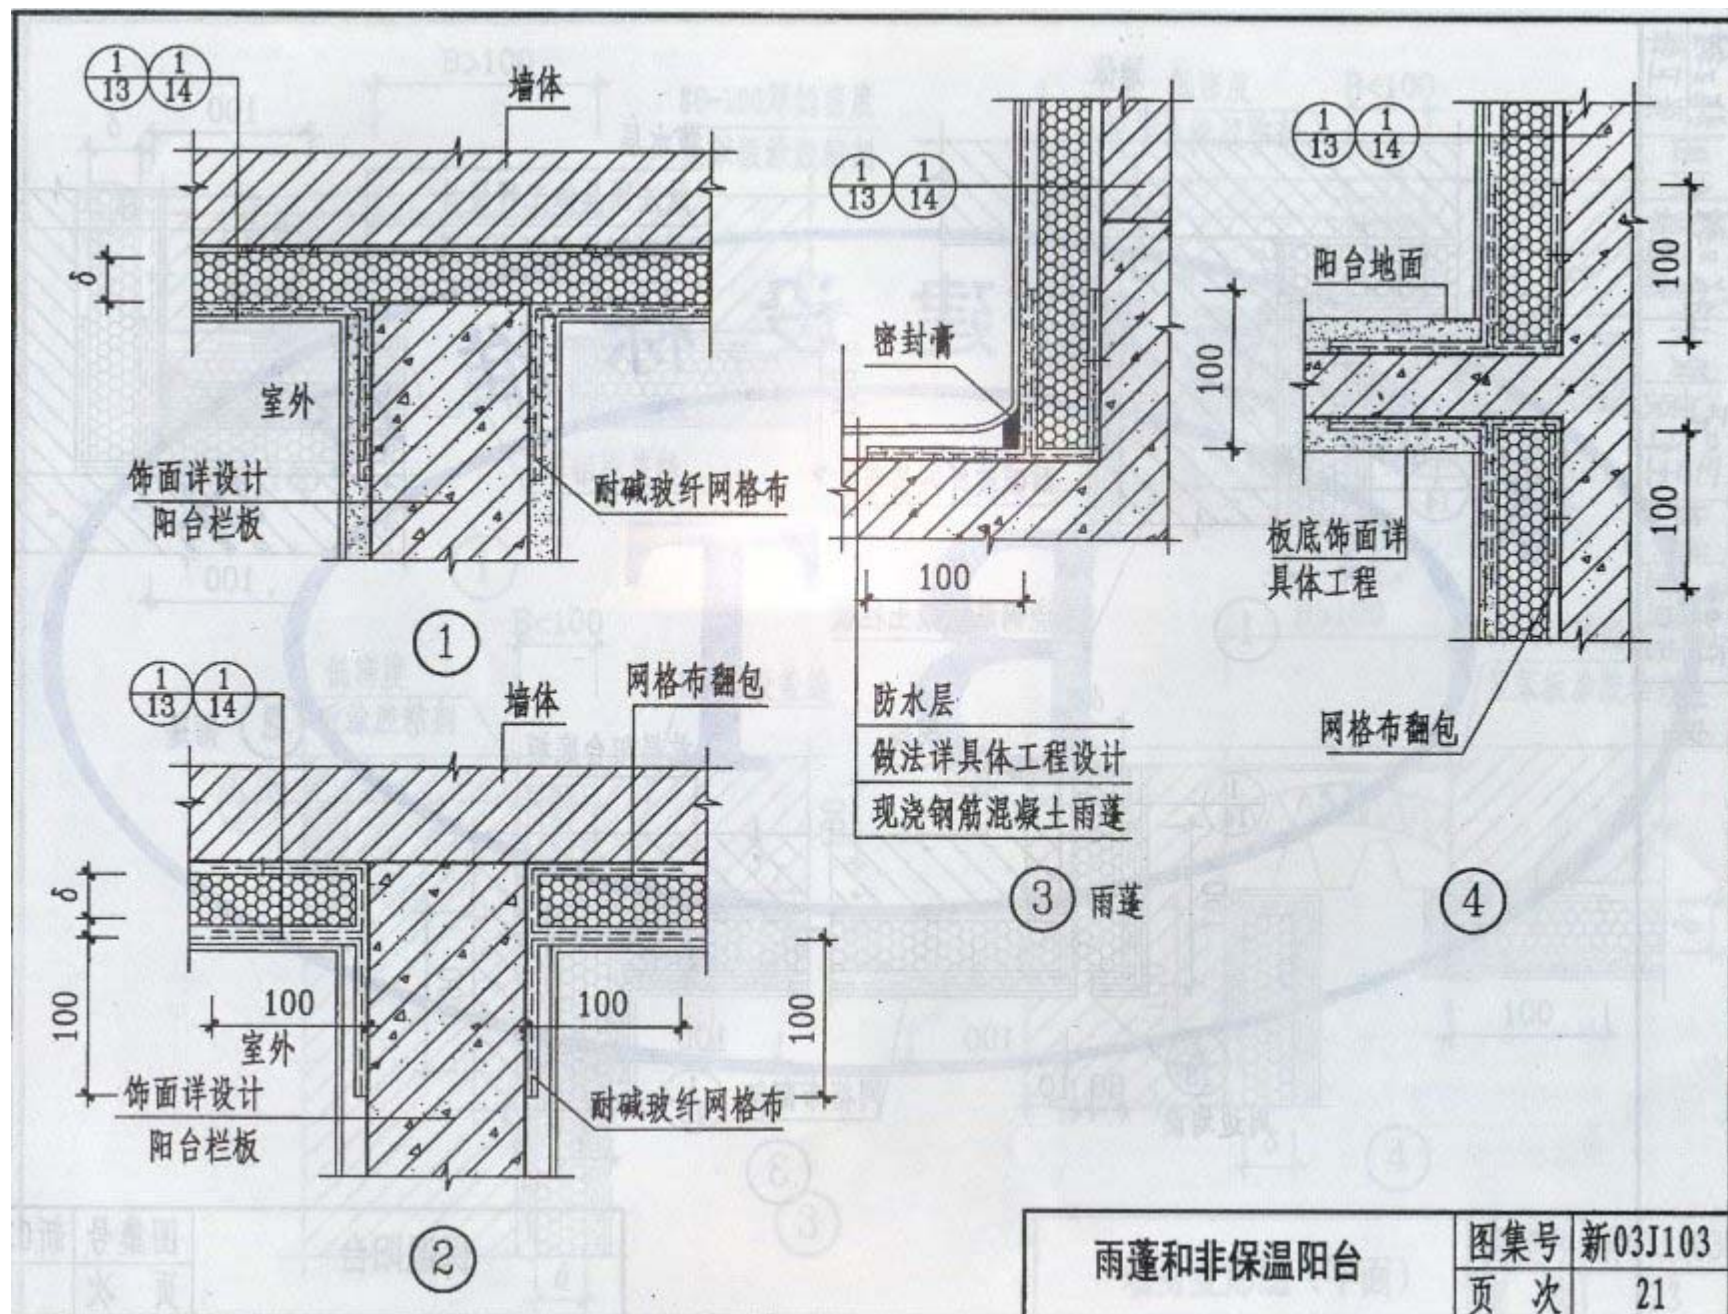 1 1
13 14
墙体
δ
室外
饰面详设计
阳台栏板
耐碱玻纤网格布
1
1 1
13 14
墙体
网格布翻包
δ
100
100
100
100
室外
饰面详设计
阳台栏板
耐碱玻纤网格布
2
1 1
13 14
密封膏
100
100
防水层
做法详具体工程设计
现浇钢筋混凝土雨蓬
3 雨蓬
1 1
13 14
阳台地面
100
100
板底饰面详
具体工程
网格布翻包
4
雨蓬和非保温阳台
图集号 新03J103
页 次 21